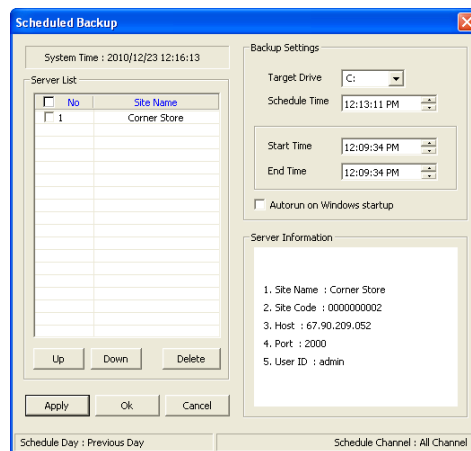 Scheduled Backup
System Time : 2010/12/23 12:16:13
Server List
No Site Name
1 Corner Store
Up Down Delete
Apply Ok Cancel
Backup Settings
Target Drive C:
Schedule Time 12:13:11 PM
Start Time 12:09:34 PM
End Time 12:09:34 PM
Autorun on Windows startup
Server Information
1. Site Name : Corner Store
2. Site Code : 0000000002
3. Host : 67.90.209.052
4. Port : 2000
5. User ID : admin
Schedule Day : Previous Day
Schedule Channel : All Channel